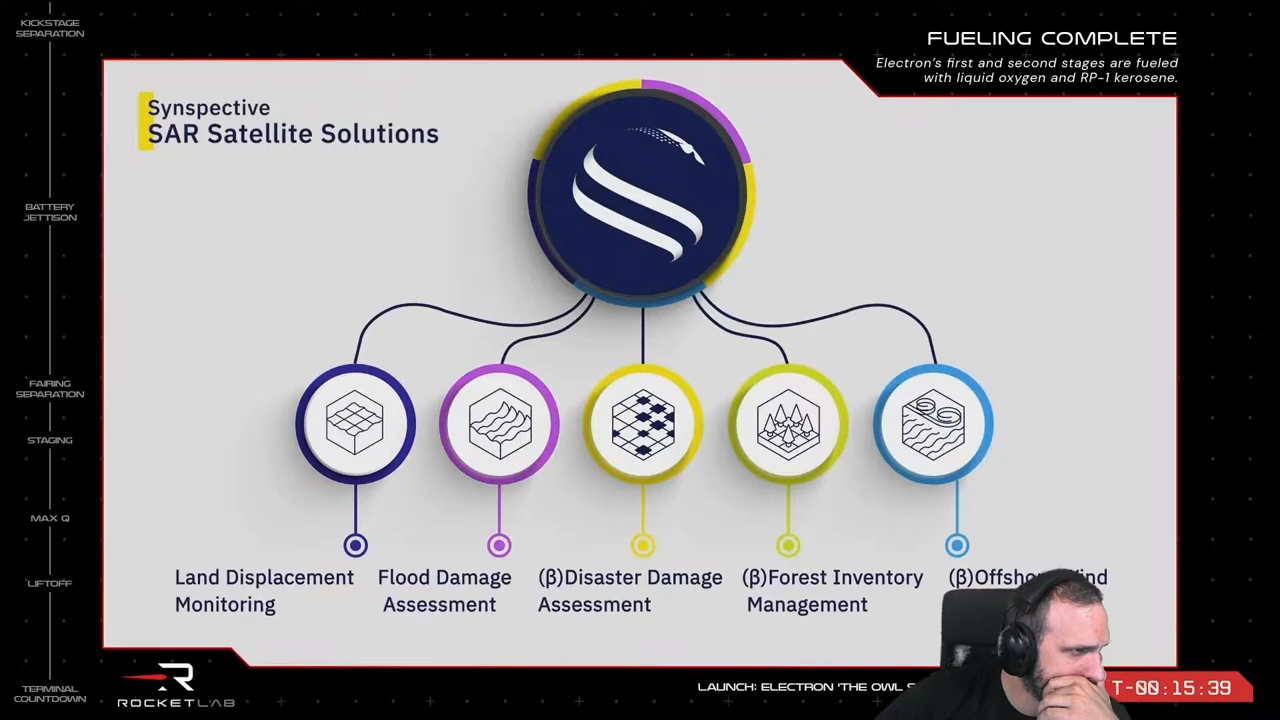 KICKSTAGE
SEPARATION
FUELING COMPLETE
Electron's first and second stages are fueled
with liquid oxygen and RP-1 kerosene.
Synspective
SAR Satellite Solutions
BATTERY
JETTISON
FAIRING
SEPARATION
STAGING
MAX Q
LIFTOFF
TERMINAL
COUNTDOWN
Land Displacement
Monitoring
Flood Damage
Assessment
(β)Disaster Damage
Assessment
(β)Forest Inventory
Management
ROCKETLAB
LAUNCH: ELECTRON 'THE OWL
T-00:15:39